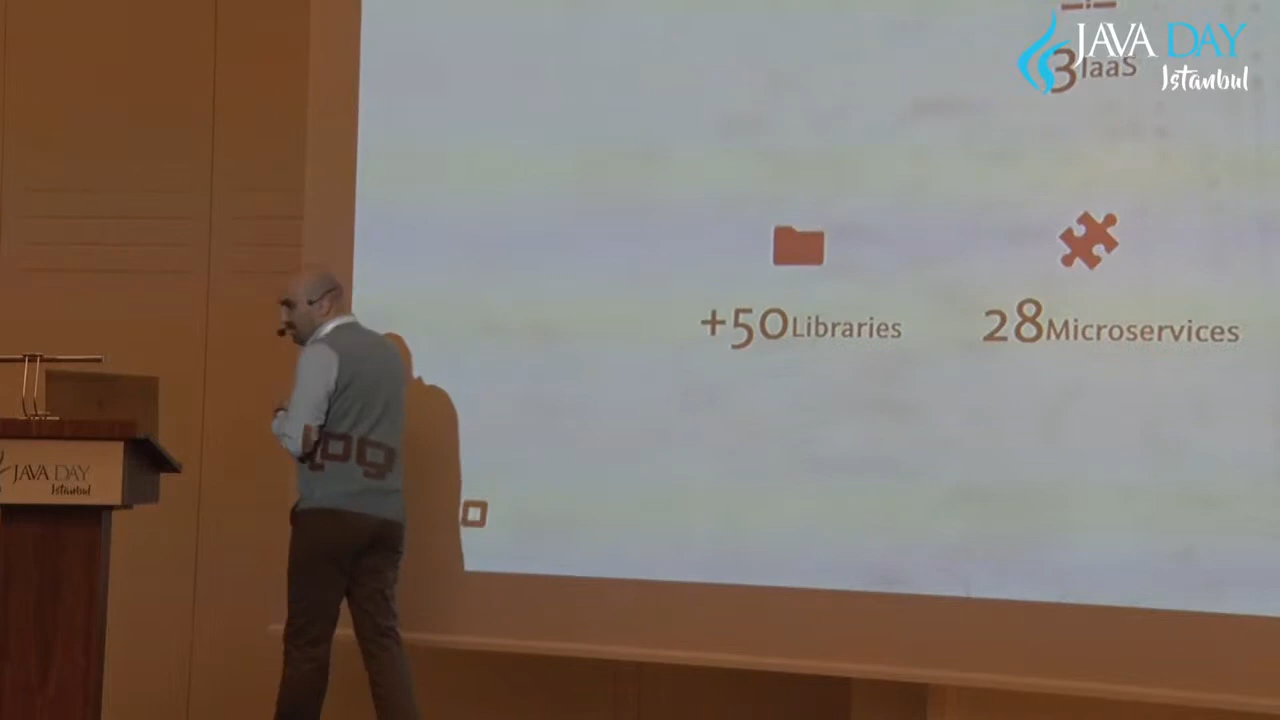 JAVA DAY
Istanbul
3IaaS
+50Libraries
28Microservices
JAVA DAY
Istanbul